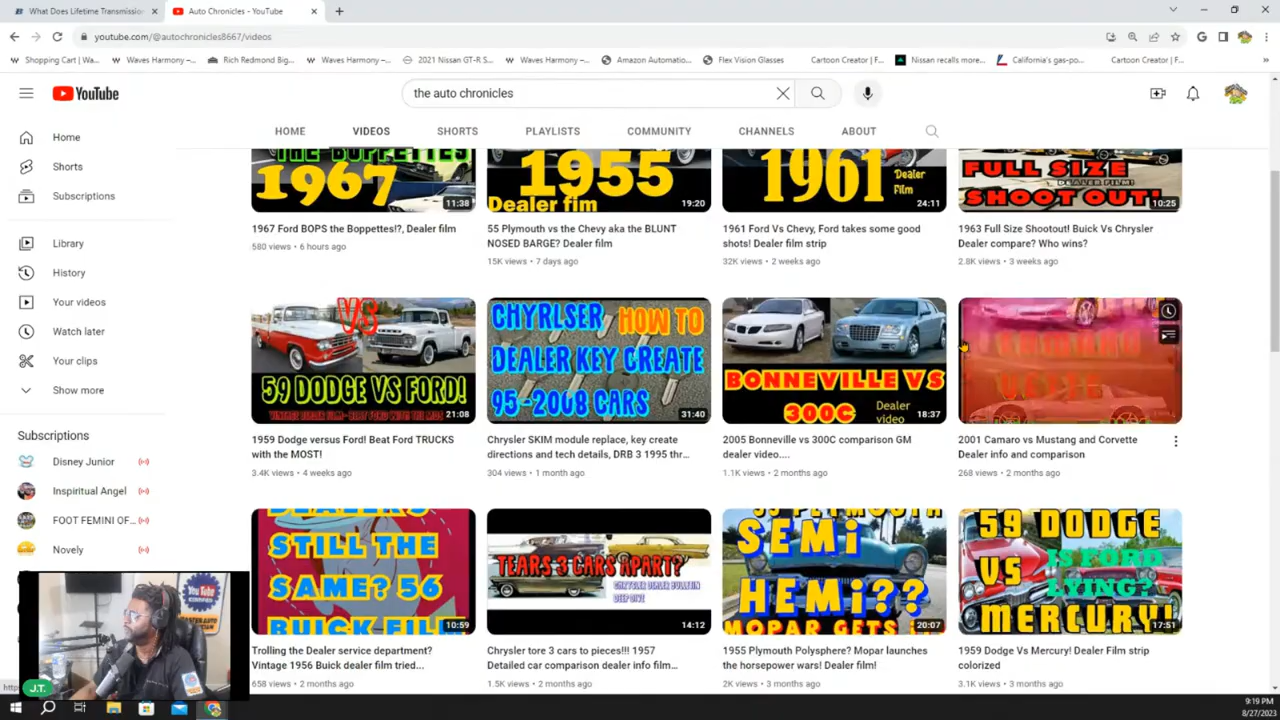 What Does Lifetime Transmission
Auto Chronicles - YouTube
youtube.com/@autochronicles8667/videos
Shopping Cart | Wa...
Waves Harmony –...
Rich Redmond Big...
Waves Harmony –...
2021 Nissan GT-R S...
Waves Harmony –...
Amazon Automatio...
Flex Vision Glasses
Cartoon Creator | F...
Nissan recalls more...
California's gas-po...
Cartoon Creator | F...
YouTube
the auto chronicles
HOME
VIDEOS
SHORTS
PLAYLISTS
COMMUNITY
CHANNELS
ABOUT
Home
Shorts
Subscriptions
Library
History
Your videos
Watch later
Your clips
Show more
Subscriptions
Disney Junior
Inspiritual Angel
FOOT FEMINI OF...
Novely
THE BOPPETTES!
1967
11:38
1967 Ford BOPS the Boppettes!?, Dealer film
580 views • 6 hours ago
1955
Dealer fim
19:20
55 Plymouth vs the Chevy aka the BLUNT
NOSED BARGE? Dealer film
15K views • 7 days ago
1961
Dealer
Film
24:11
1961 Ford Vs Chevy, Ford takes some good
shots! Dealer film strip
32K views • 2 weeks ago
FULL SIZE
DEALER FILM!
SHOOT OUT!
10:25
1963 Full Size Shootout! Buick Vs Chrysler
Dealer compare? Who wins?
2.8K views • 3 weeks ago
VS
59 DODGE VS FORD!
21:08
1959 Dodge versus Ford! Beat Ford TRUCKS
with the MOST!
3.4K views • 4 weeks ago
CHYRLSER HOW TO
DEALER KEY CREATE
95-2008 CARS
31:40
Chrysler SKIM module replace, key create
directions and tech details, DRB 3 1995 thr...
304 views • 1 month ago
BONNEVILLE VS
300C
Dealer
video
18:37
2005 Bonneville vs 300C comparison GM
dealer video....
1.1K views • 2 months ago
2001 Camaro vs Mustang and Corvette
Dealer info and comparison
268 views • 2 months ago
DEALERS
STILL THE
SAME? 56
BUICK FILM
10:59
Trolling the Dealer service department?
Vintage 1956 Buick dealer film tried...
658 views • 2 months ago
TEARS 3 CARS APART?
CHRYSLER DEALER BULLETIN
DEEP DIVE
14:12
Chrysler tore 3 cars to pieces!!! 1957
Detailed car comparison dealer info film...
1.5K views • 2 months ago
55 PLYMOUTH
SEMi
HEMi??
MOPAR GETS
20:07
1955 Plymouth Polysphere? Mopar launches
the horsepower wars! Dealer film!
2K views • 3 months ago
59 DODGE
VS
IS FORD
LYING?
MERCURY!
17:51
1959 Dodge Vs Mercury! Dealer Film strip
colorized
3.1K views • 3 months ago
You Tube
J.T.
9:19 PM
8/27/2023